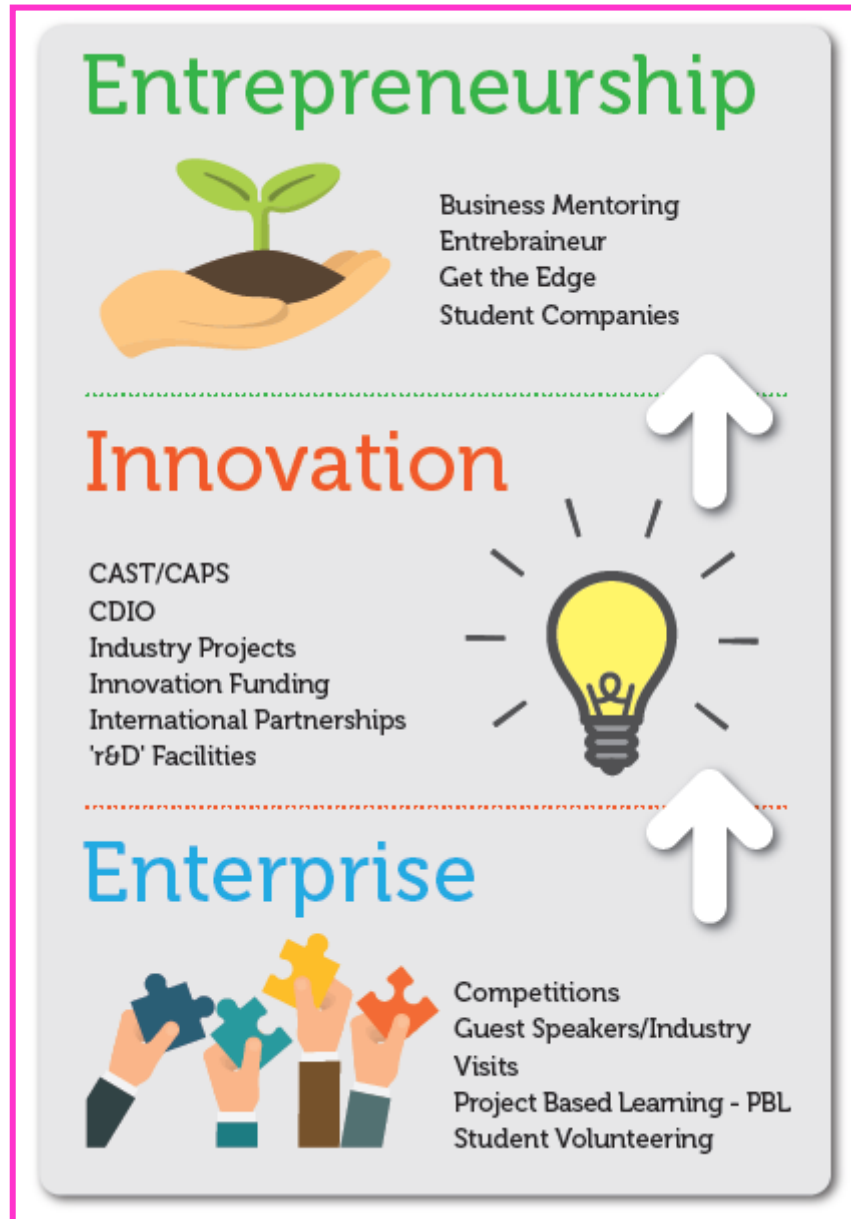 Entrepreneurship
Business Mentoring
Entrebraineur
Get the Edge
Student Companies
Innovation
CAST/CAPS
CDIO
Industry Projects
Innovation Funding
International Partnerships
'r&D' Facilities
Enterprise
Competitions
Guest Speakers/Industry
Visits
Project Based Learning - PBL
Student Volunteering